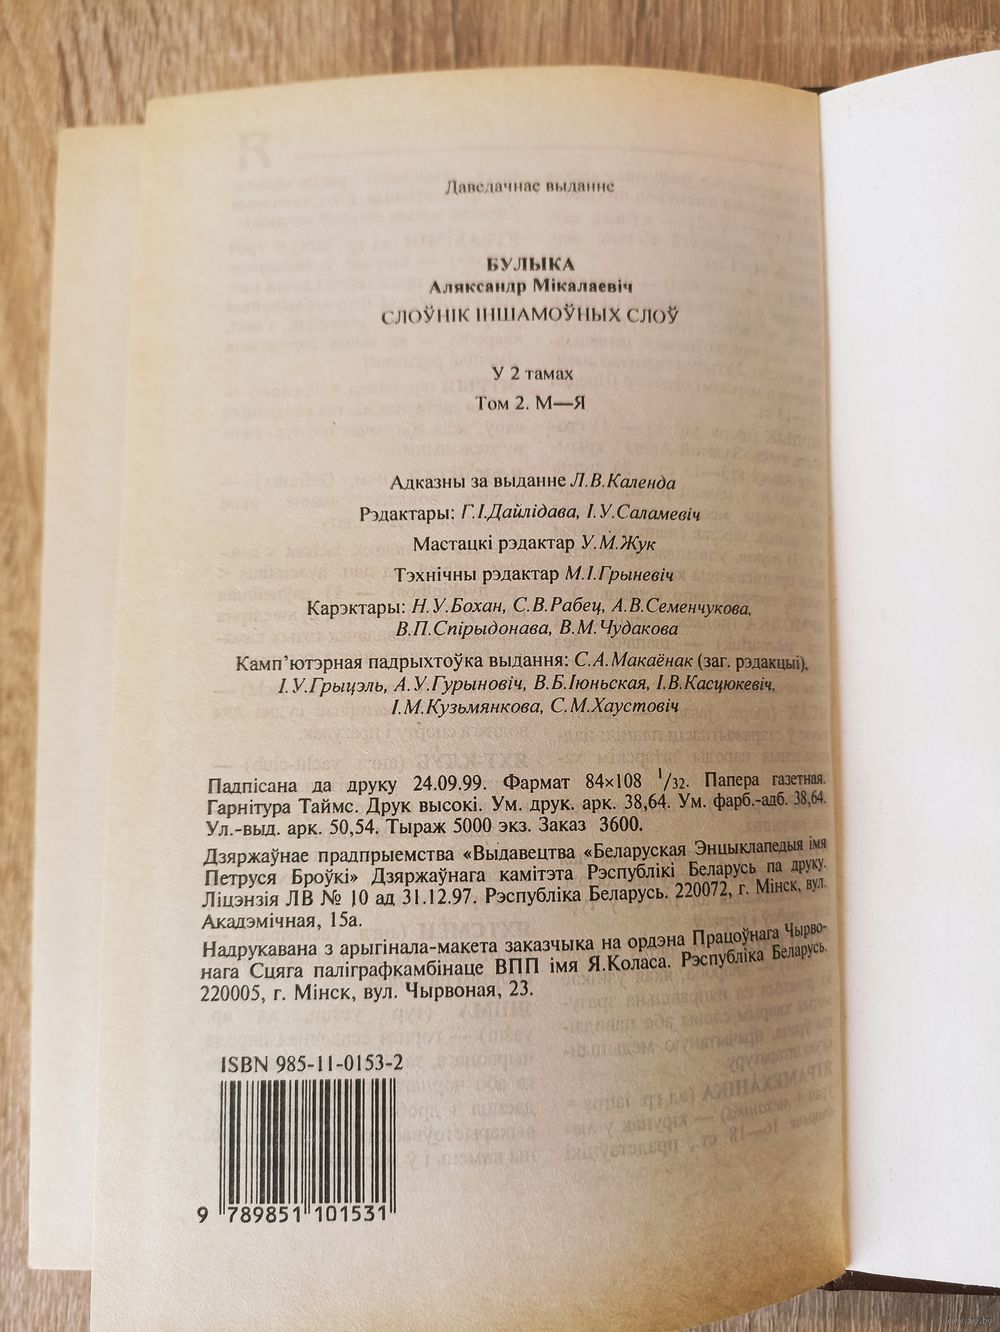 Даведачнае выданне
БУЛЫКА
Аляксандр Мікалаевіч
СЛОЎНІК ІНШАМОЎНЫХ СЛОЎ
У 2 тамах
Том 2. М—Я
Адказны за выданне Л.В.Календа
Рэдактары: Г.І.Дайлідава, І.У.Саламевіч
Мастацкі рэдактар У.М.Жук
Тэхнічны рэдактар М.І.Грыневіч
Карэктары: Н.У.Бохан, С.В.Рабец, А.В.Семенчукова,
В.П.Спірыдонава, В.М.Чудакова
Камп'ютэрная падрыхтоўка выдання: С.А.Макаёнак (заг. рэдакцыі),
І.У.Грыцэль, А.У.Гурыновіч, В.Б.Іюньская, І.В.Касцюкевіч,
І.М.Кузьмянкова, С.М.Хаустовіч
Падпісана да друку 24.09.99. Фармат 84×108 1/32. Папера газетная.
Гарнітура Таймс. Друк высокі. Ум. друк. арк. 38,64. Ум. фарб.-адб. 38,64.
Ул.-выд. арк. 50,54. Тыраж 5000 экз. Заказ 3600.
Дзяржаўнае прадпрыемства «Выдавецтва «Беларуская Энцыклапедыя імя
Петруся Броўкі» Дзяржаўнага камітэта Рэспублікі Беларусь па друку.
Ліцэнзія ЛВ № 10 ад 31.12.97. Рэспубліка Беларусь. 220072, г. Мінск, вул.
Акадэмічная, 15а.
Надрукавана з арыгінала-макета заказчыка на ордэна Працоўнага Чырво-
нага Сцяга паліграфкамбінаце ВПП імя Я.Коласа. Рэспубліка Беларусь.
220005, г. Мінск, вул. Чырвоная, 23.
ISBN 985-11-0153-2
9 789851 101531
www.ay.by